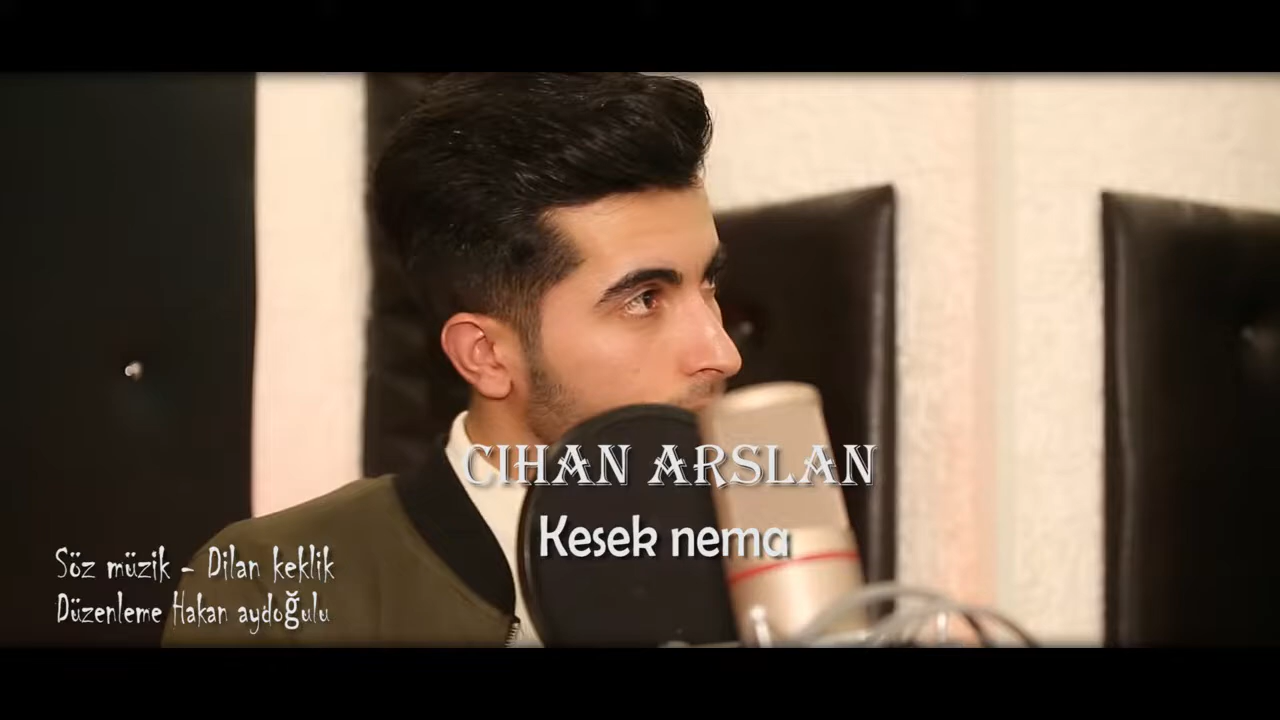 CIHAN ARSLAN
Kesek nema
Söz müzik - Dilan keklik
Düzenleme Hakan aydoğulu